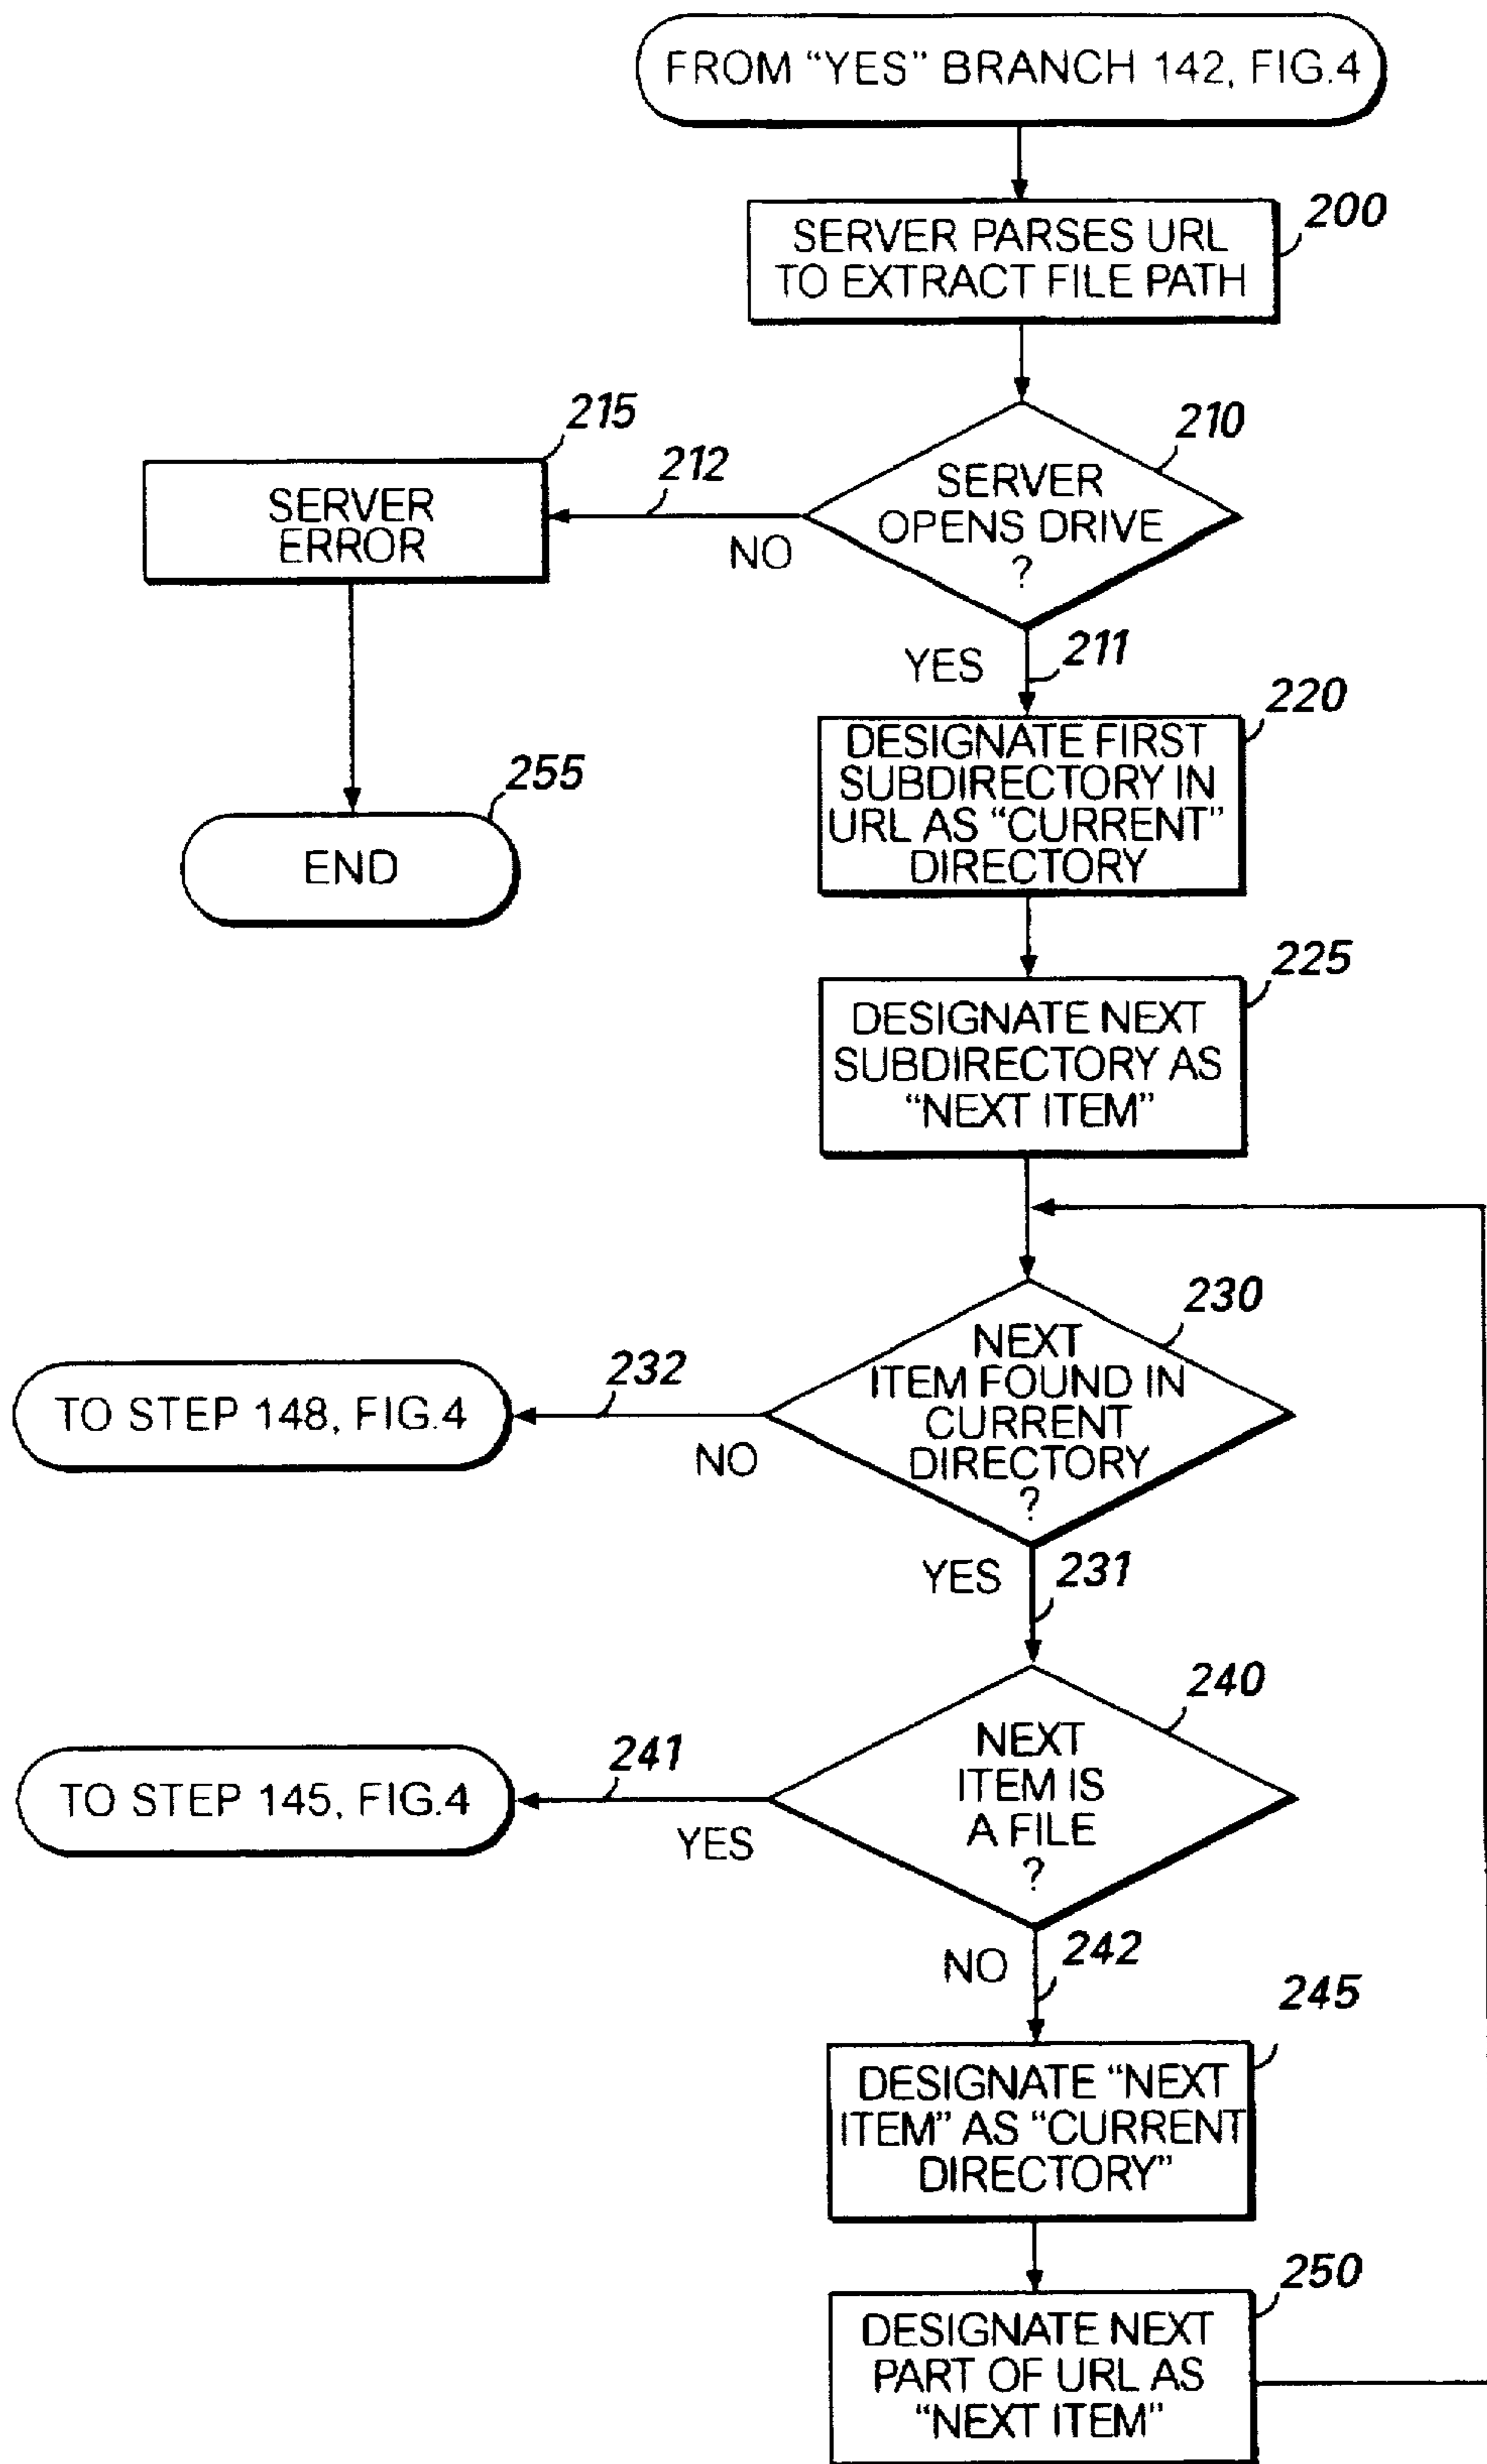 FROM “YES” BRANCH 142, FIG.4
200
SERVER PARSES URL
TO EXTRACT FILE PATH
210
SERVER
OPENS DRIVE
?
212
NO
215
SERVER
ERROR
255
END
YES
211
220
DESIGNATE FIRST
SUBDIRECTORY IN
URL AS “CURRENT”
DIRECTORY
225
DESIGNATE NEXT
SUBDIRECTORY AS
“NEXT ITEM”
230
NEXT
ITEM FOUND IN
CURRENT
DIRECTORY
?
232
NO
TO STEP 148, FIG.4
YES
231
240
NEXT
ITEM IS
A FILE
?
241
YES
TO STEP 145, FIG.4
NO
242
245
DESIGNATE “NEXT
ITEM” AS “CURRENT
DIRECTORY”
250
DESIGNATE NEXT
PART OF URL AS
“NEXT ITEM”